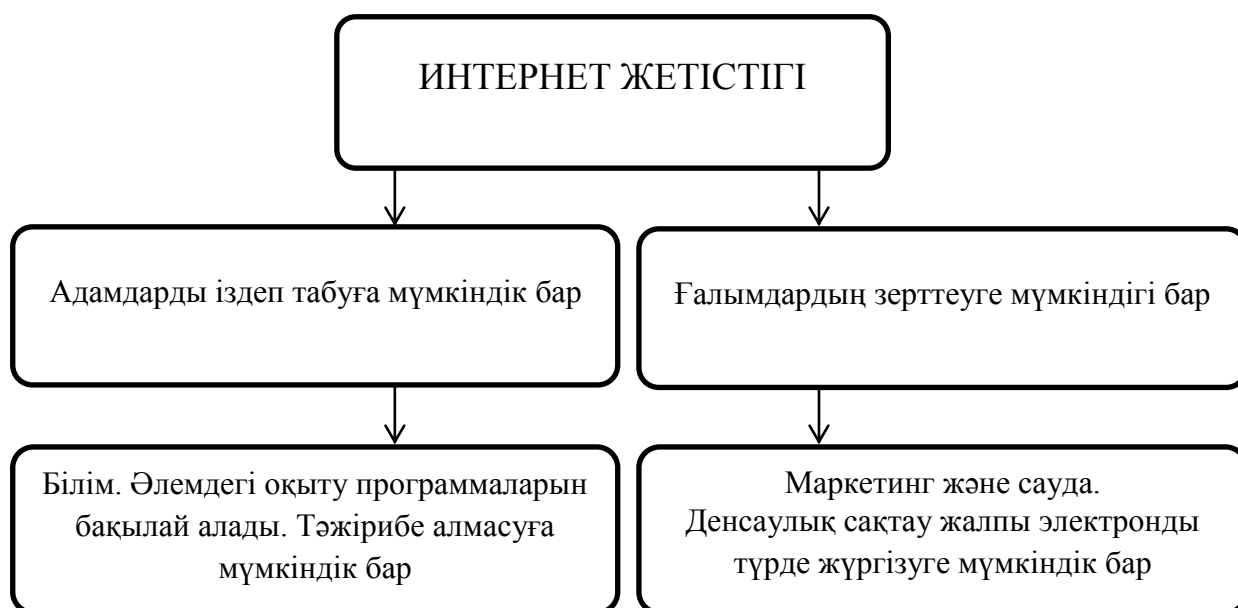 ИНТЕРНЕТ ЖЕТІСТІГІ
Адамдарды іздеп табуға мүмкіндік бар
Ғалымдардың зерттеуге мүмкіндігі бар
Білім. Әлемдегі оқыту программаларын
бақылай алады. Тәжірибе алмасуға
мүмкіндік бар
Маркетинг және сауда.
Денсаулық сақтау жалпы электронды
түрде жүргізуге мүмкіндік бар